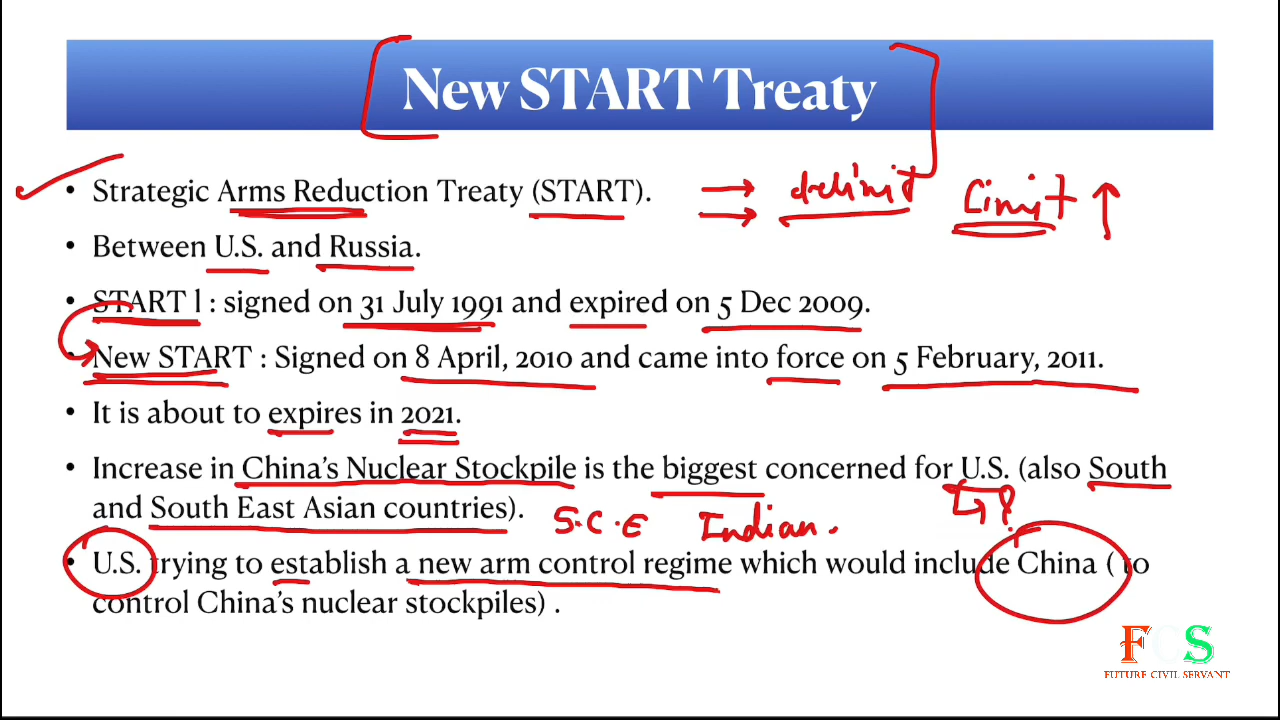 New START Treaty
• Strategic Arms Reduction Treaty (START). → → delimit Limit ↑
• Between U.S. and Russia.
• START l : signed on 31 July 1991 and expired on 5 Dec 2009.
• New START : Signed on 8 April, 2010 and came into force on 5 February, 2011.
• It is about to expires in 2021.
• Increase in China's Nuclear Stockpile is the biggest concerned for U.S. (also South
and South East Asian countries).
S.C.E Indian.
• U.S. trying to establish a new arm control regime which would include China ( to
control China's nuclear stockpiles) .
FCS
FUTURE CIVIL SERVANT